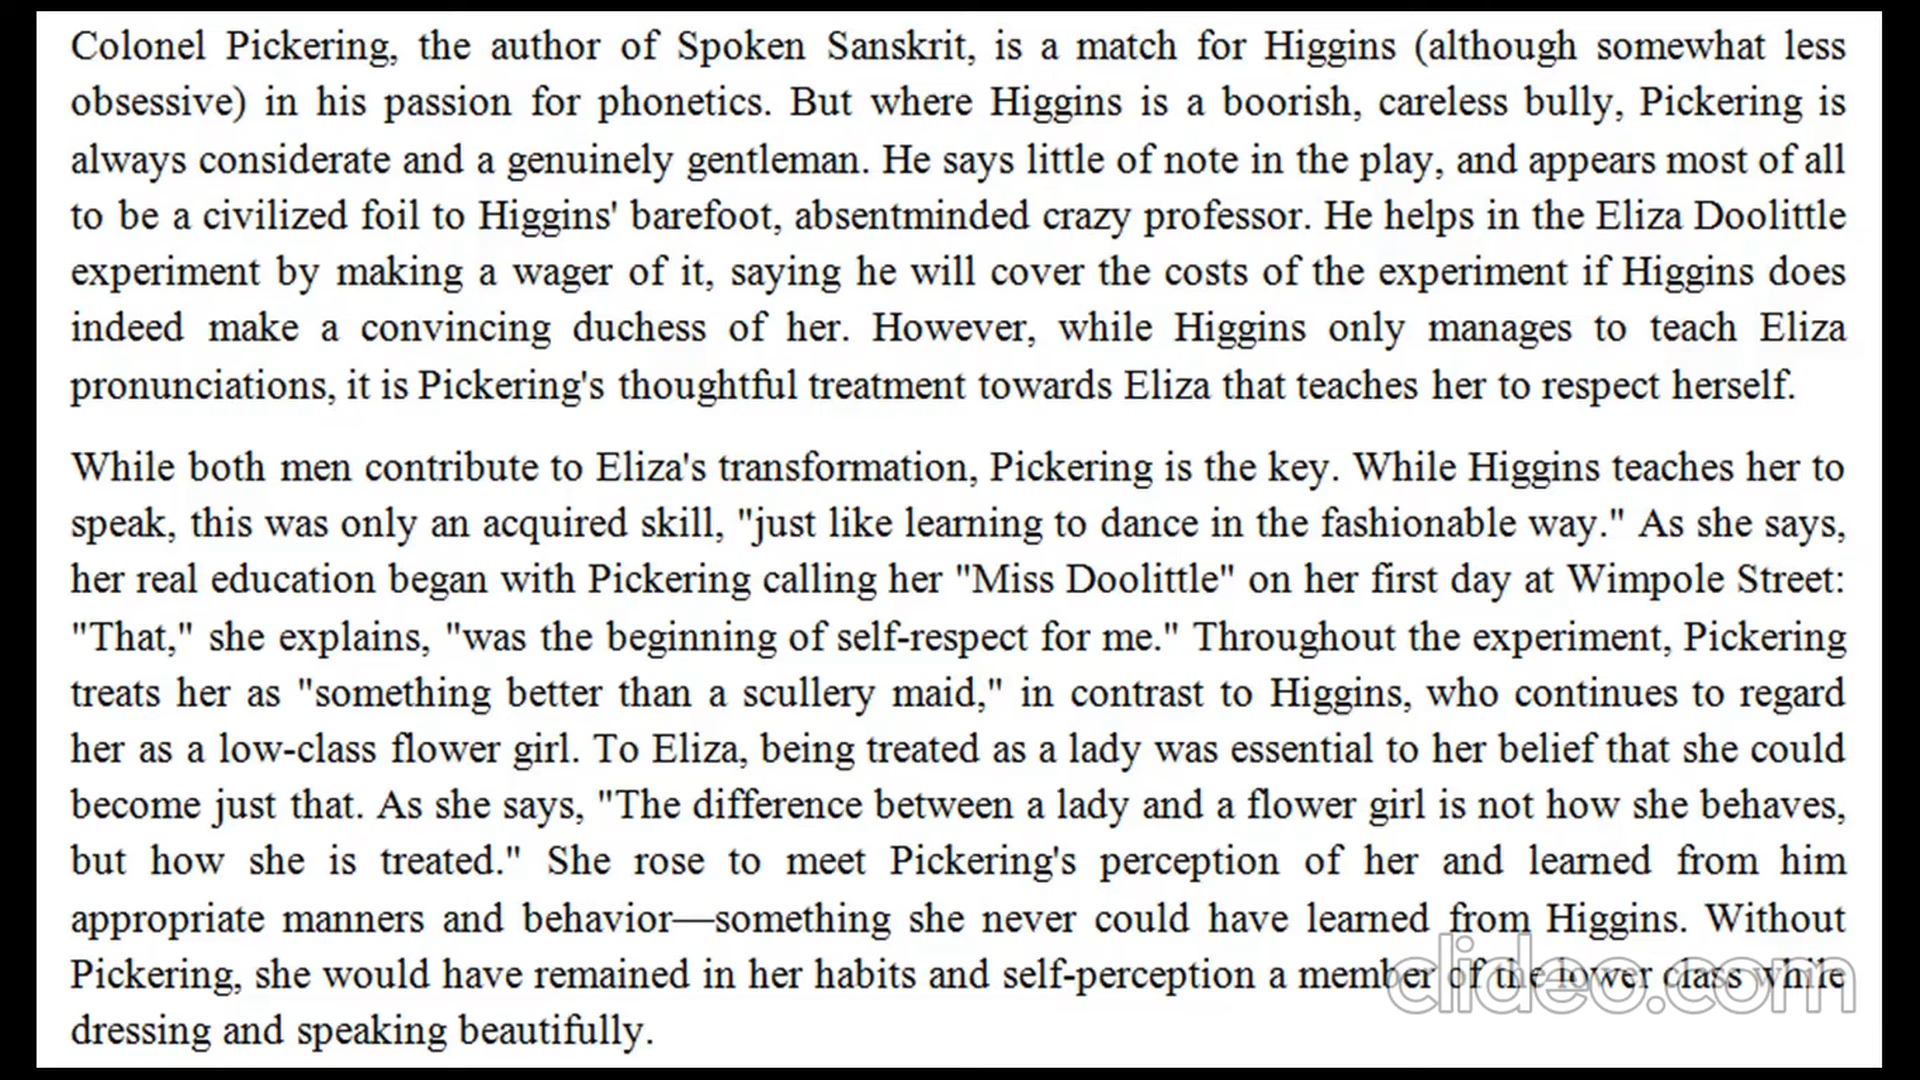 Colonel Pickering, the author of Spoken Sanskrit, is a match for Higgins (although somewhat less
obsessive) in his passion for phonetics. But where Higgins is a boorish, careless bully, Pickering is
always considerate and a genuinely gentleman. He says little of note in the play, and appears most of all
to be a civilized foil to Higgins' barefoot, absentminded crazy professor. He helps in the Eliza Doolittle
experiment by making a wager of it, saying he will cover the costs of the experiment if Higgins does
indeed make a convincing duchess of her. However, while Higgins only manages to teach Eliza
pronunciations, it is Pickering's thoughtful treatment towards Eliza that teaches her to respect herself.
While both men contribute to Eliza's transformation, Pickering is the key. While Higgins teaches her to
speak, this was only an acquired skill, "just like learning to dance in the fashionable way." As she says,
her real education began with Pickering calling her "Miss Doolittle" on her first day at Wimpole Street:
"That," she explains, "was the beginning of self-respect for me." Throughout the experiment, Pickering
treats her as "something better than a scullery maid," in contrast to Higgins, who continues to regard
her as a low-class flower girl. To Eliza, being treated as a lady was essential to her belief that she could
become just that. As she says, "The difference between a lady and a flower girl is not how she behaves,
but how she is treated." She rose to meet Pickering's perception of her and learned from him
appropriate manners and behavior—something she never could have learned from Higgins. Without
Pickering, she would have remained in her habits and self-perception a member of the lower class while
dressing and speaking beautifully.
clideo.com